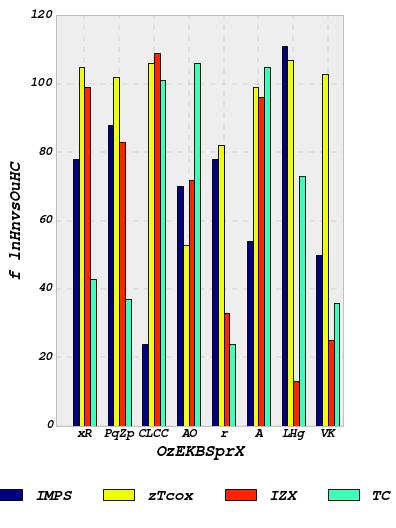 120
100
80
60
40
20
0
f lnHnvsOuHC
xR PqZp CLCC AO r A LHg VK
OzEKBSprX
IMPS zTcox IZX TC